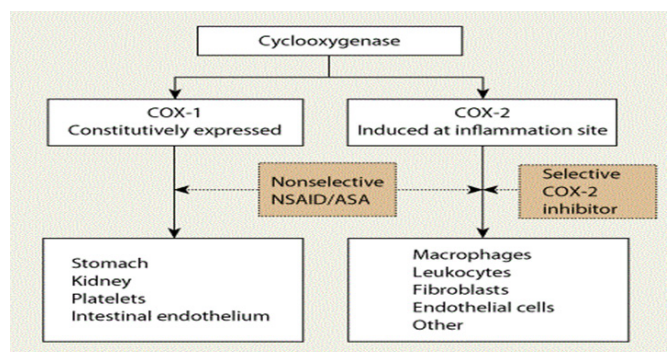 Cyclooxygenase
COX-1
Constitutively expressed
COX-2
Induced at inflammation site
Nonselective
NSAID/ASA
Selective
COX-2
inhibitor
Stomach
Kidney
Platelets
Intestinal endothelium
Macrophages
Leukocytes
Fibroblasts
Endothelial cells
Other